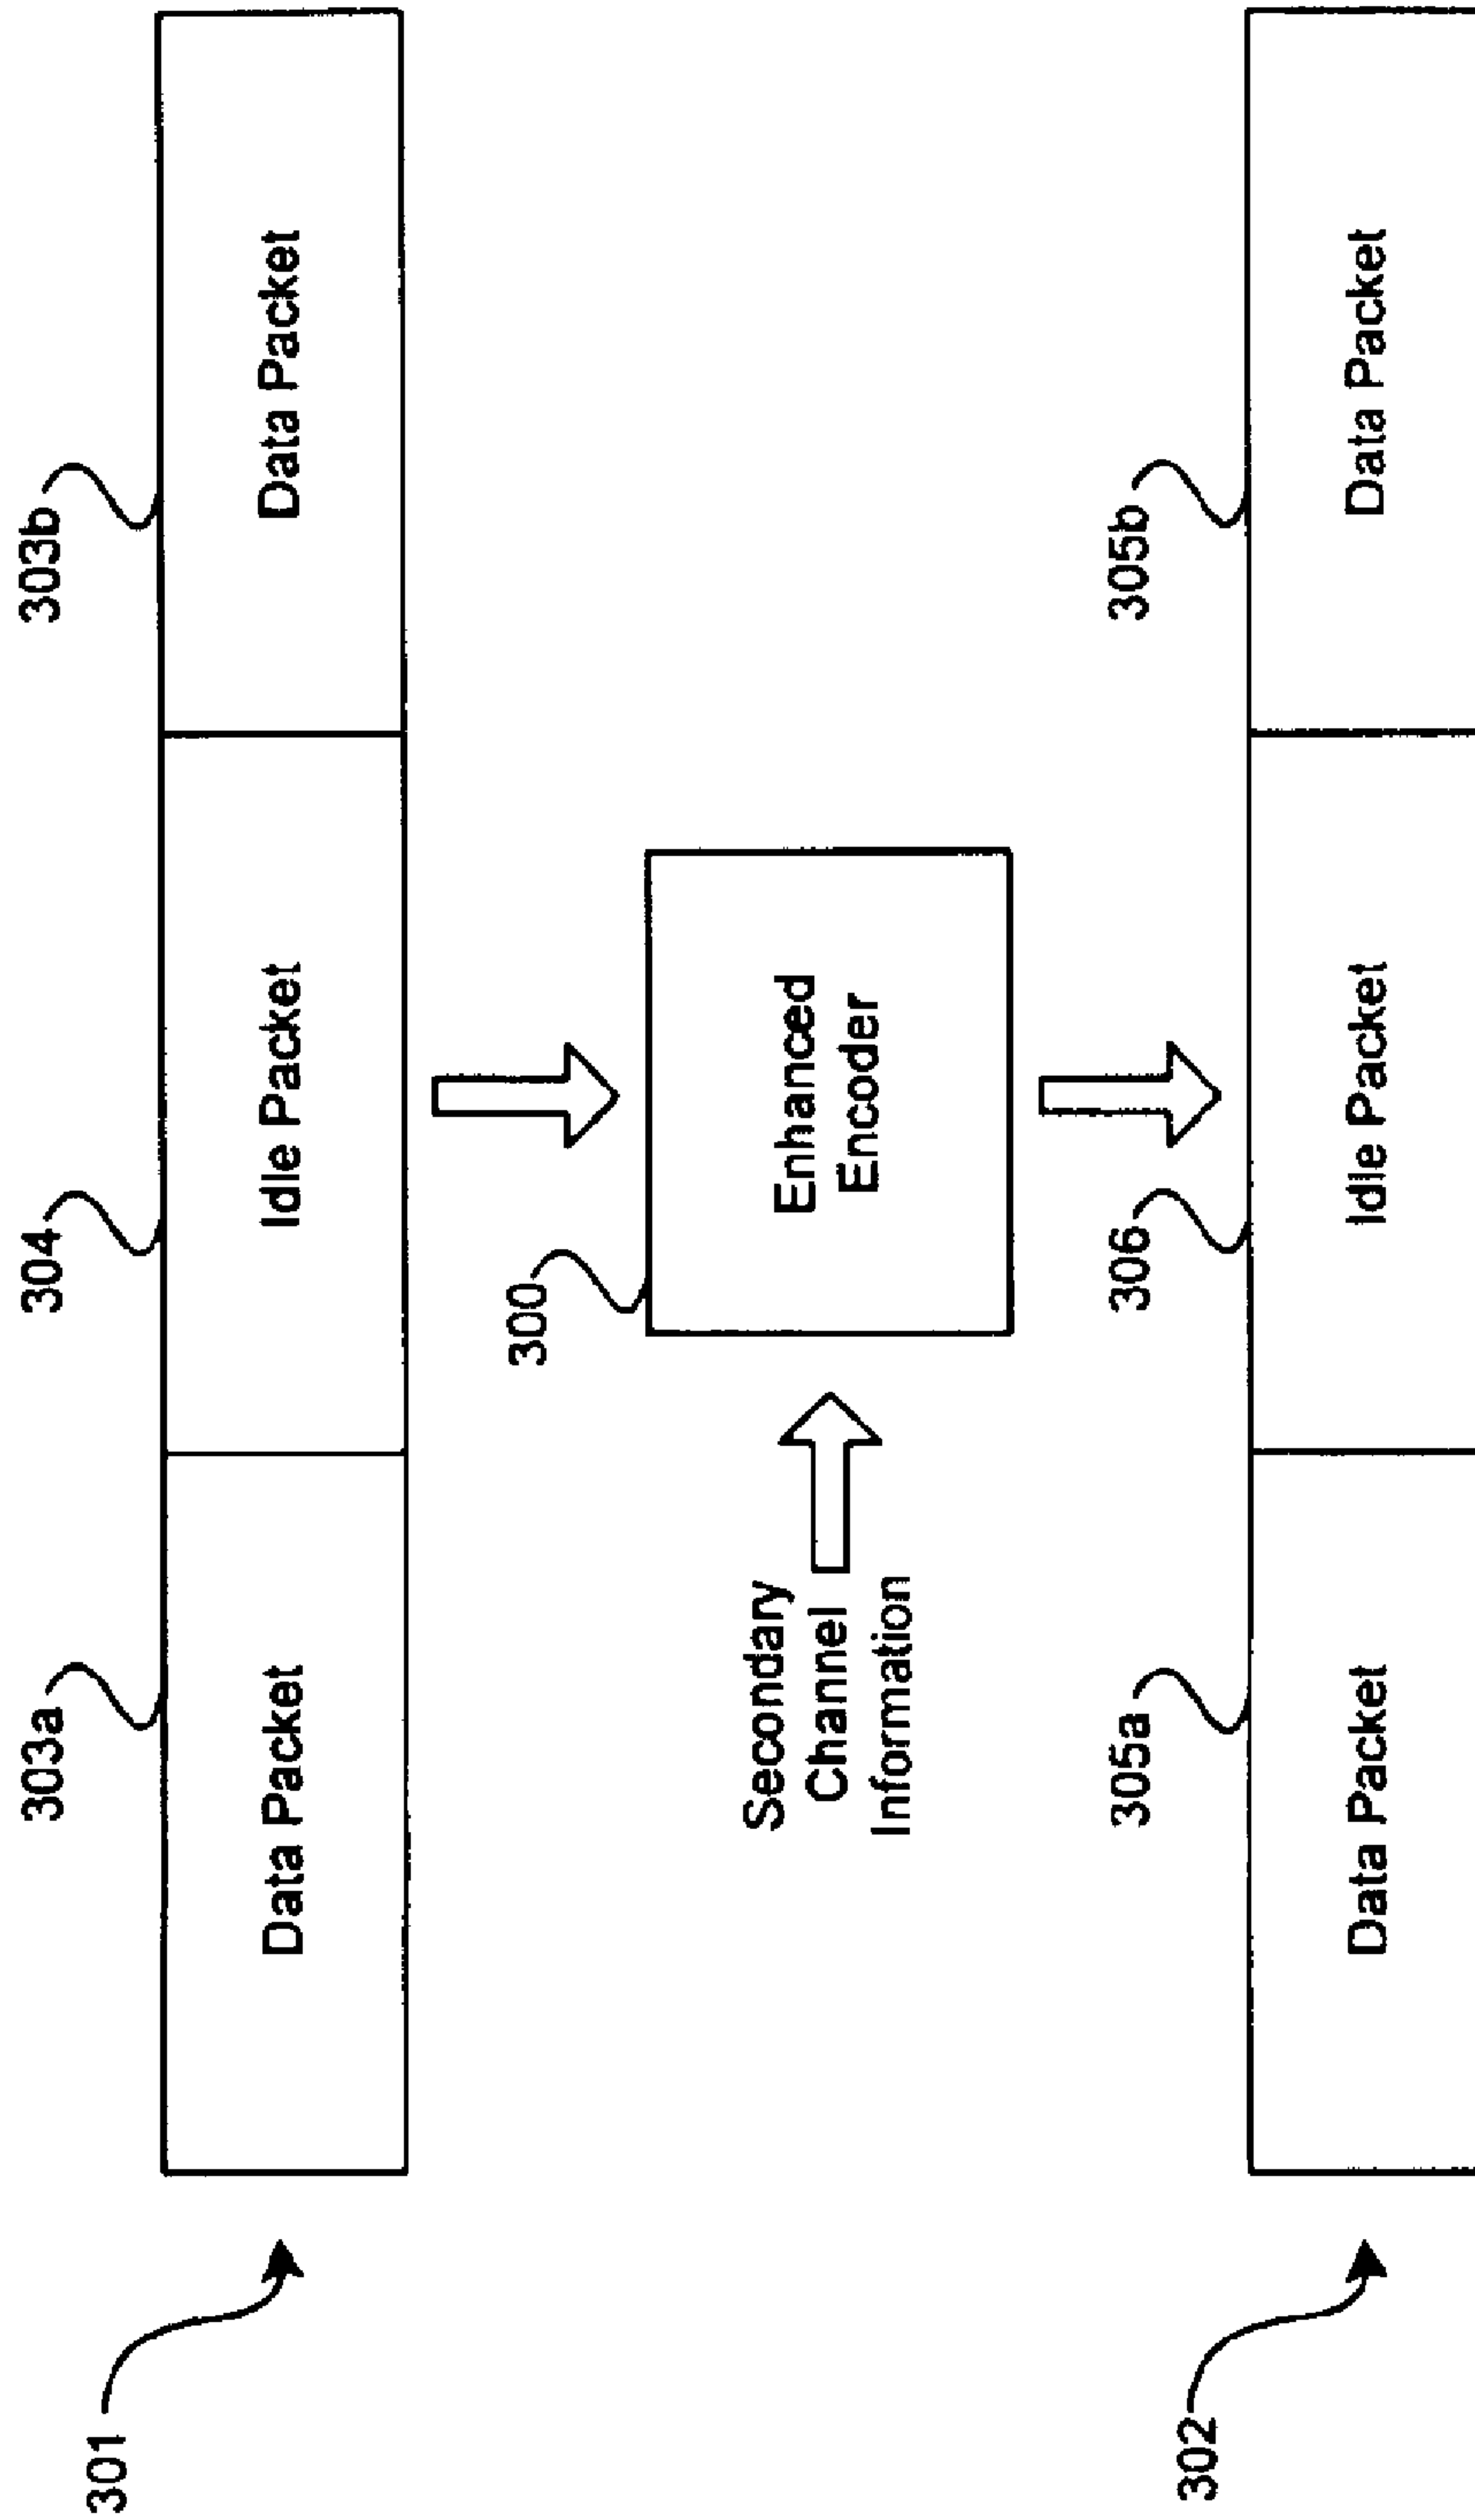 303a
304
303b
301
Data Packet
Idle Packet
Data Packet
300
Secondary
Channel
Information
Enhanced
Encoder
305a
306
305b
302
Data Packet
Idle Packet
Data Packet